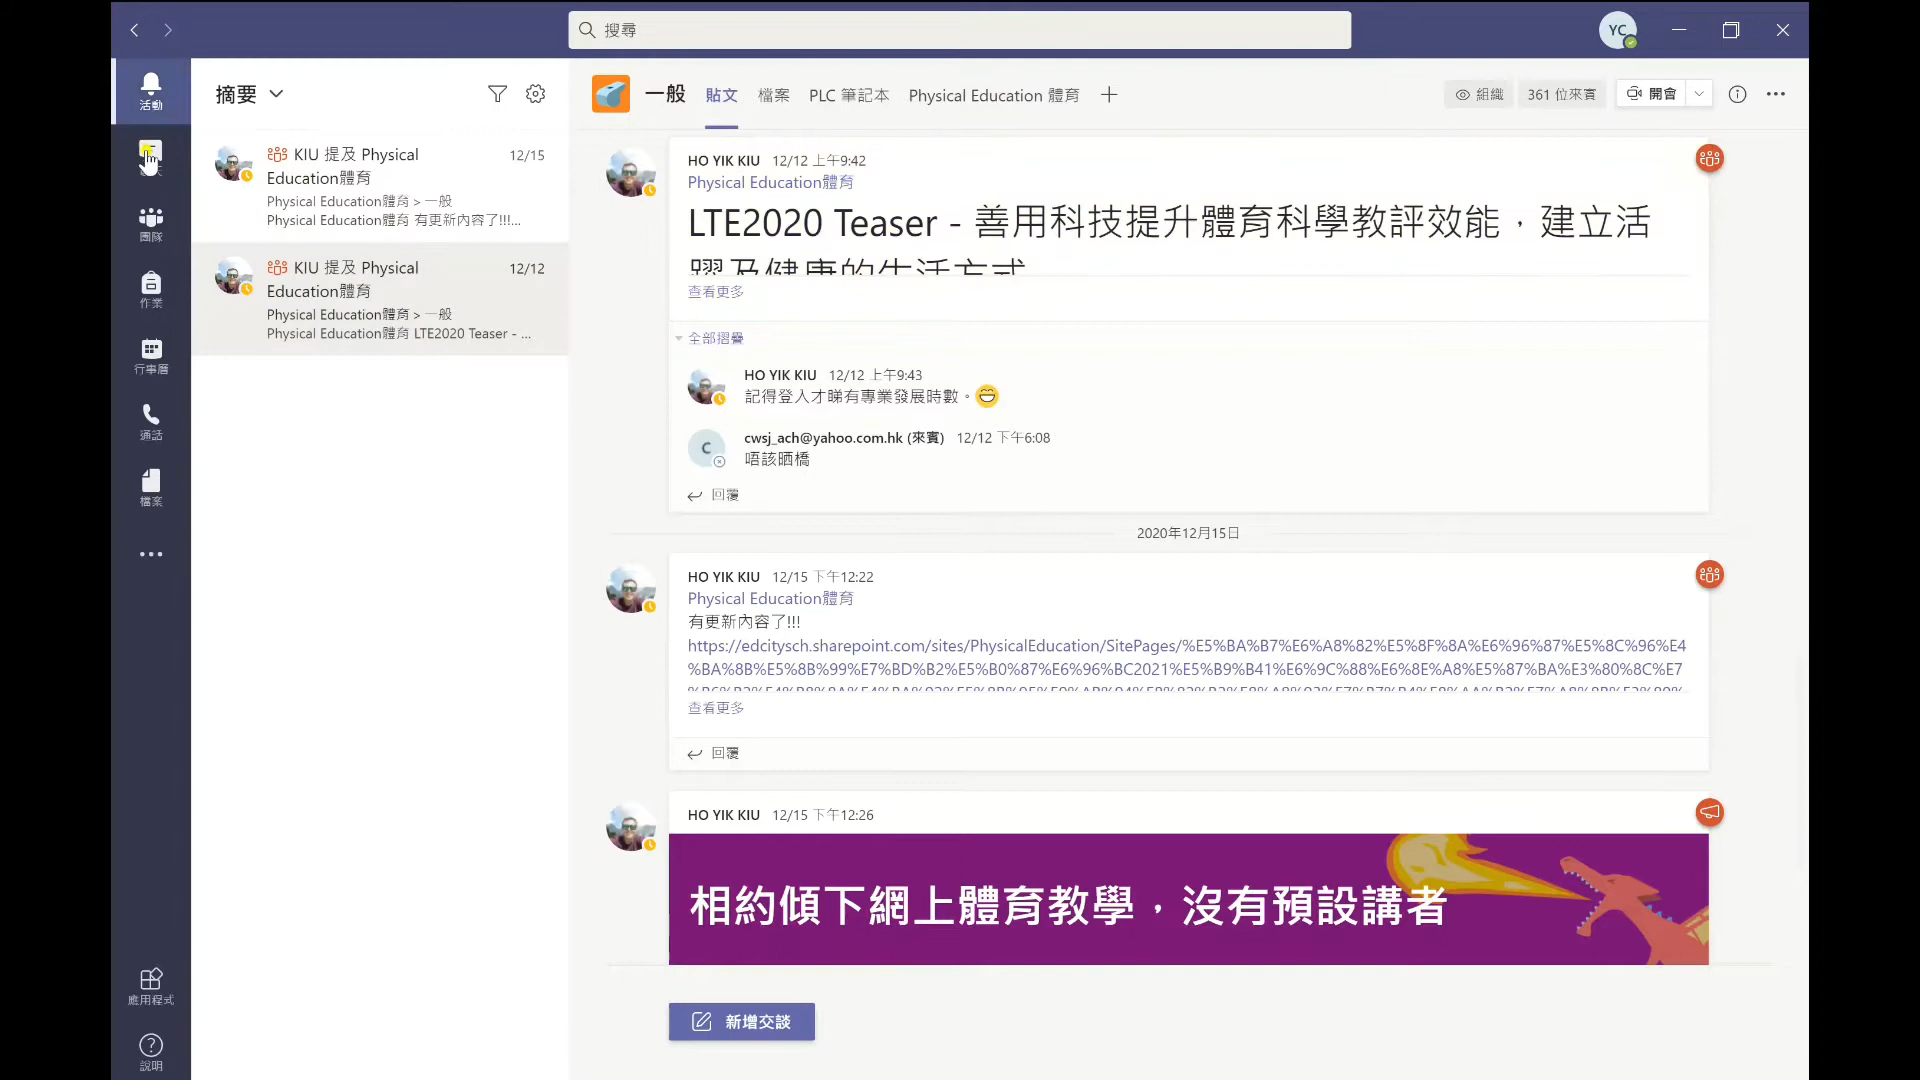 搜尋
YC
活動
團隊
作業
行事曆
通話
檔案
應用程式
說明
摘要
KIU 提及 Physical
Education體育
12/15
Physical Education體育 > 一般
Physical Education體育 有更新內容了!!!...
KIU 提及 Physical
Education體育
12/12
Physical Education體育 > 一般
Physical Education體育 LTE2020 Teaser - ...
一般 貼文 檔案 PLC 筆記本 Physical Education 體育
組織 361 位來賓 開會
HO YIK KIU 12/12 上午9:42
Physical Education體育
LTE2020 Teaser - 善用科技提升體育科學教評效能，建立活
躍及健康的生活方式
查看更多
全部摺疊
HO YIK KIU 12/12 上午9:43
記得登入才睇有專業發展時數。
C
cwsj_ach@yahoo.com.hk (來賓) 12/12 下午6:08
唔該晒橋
回覆
2020年12月15日
HO YIK KIU 12/15 下午12:22
Physical Education體育
有更新內容了!!!
https://edcitysch.sharepoint.com/sites/PhysicalEducation/SitePages/%E5%BA%B7%E6%A8%82%E5%8F%8A%E6%96%87%E5%8C%96%E4
%BA%8B%E5%8B%99%E7%BD%B2%E5%B0%87%E6%96%BC2021%E5%B9%B41%E6%9C%88%E6%8E%A8%E5%87%BA%E3%80%8C%E7
查看更多
回覆
HO YIK KIU 12/15 下午12:26
相約傾下網上體育教學，沒有預設講者
新增交談